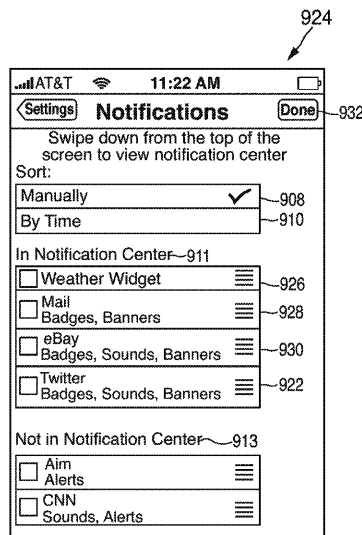 924
AT&T 11:22 AM
Settings Notifications Done 932
Swipe down from the top of the
screen to view notification center
Sort:
Manually 908
By Time 910
In Notification Center 911
Weather Widget 926
Mail
Badges, Banners 928
eBay
Badges, Sounds, Banners 930
Twitter
Badges, Sounds, Banners 922
Not in Notification Center 913
Aim
Alerts
CNN
Sounds, Alerts